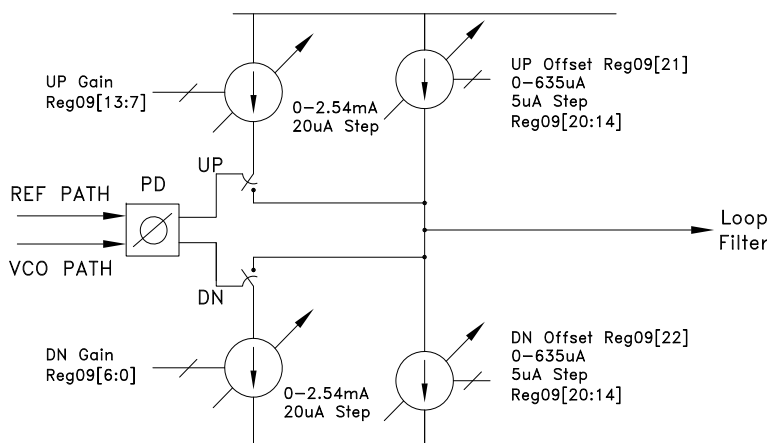 UP Gain
Reg09[13:7]
0-2.54mA
20uA Step
UP Offset Reg09[21]
0-635uA
5uA Step
Reg09[20:14]
UP
REF PATH
PD
VCO PATH
DN
Loop
Filter
DN Gain
Reg09[6:0]
0-2.54mA
20uA Step
DN Offset Reg09[22]
0-635uA
5uA Step
Reg09[20:14]